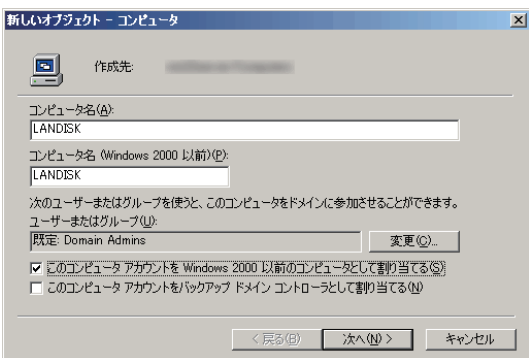 新しいオブジェクト - コンピュータ
作成先:
コンピュータ名(A):
LANDISK
コンピュータ名 (Windows 2000 以前)(P):
LANDISK
次のユーザーまたはグループを使うと、このコンピュータをドメインに参加させることができます。
ユーザーまたはグループ(U):
既定: Domain Admins
変更(C)...
このコンピュータ アカウントを Windows 2000 以前のコンピュータとして割り当てる(S)
このコンピュータ アカウントをバックアップ ドメイン コントローラとして割り当てる(N)
< 戻る(B)
次へ(N) >
キャンセル